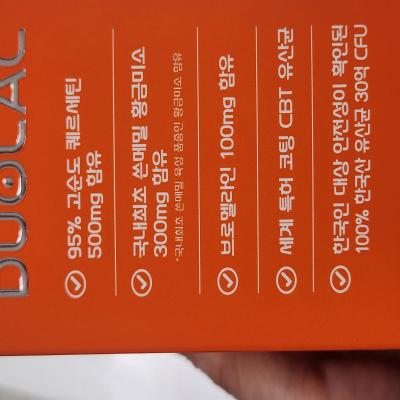 DUOLAC
95% 고순도 퀘르세틴
500mg 함유
국내최초 쓴메밀 황금미소
300mg 함유
*국내최초 쓴메밀 육성 품종인 황금미소 함유
브로멜라인 100mg 함유
세계 특허 코팅 CBT 유산균
한국인 대상 안전성이 확인된
100% 한국산 유산균 30억 CFU